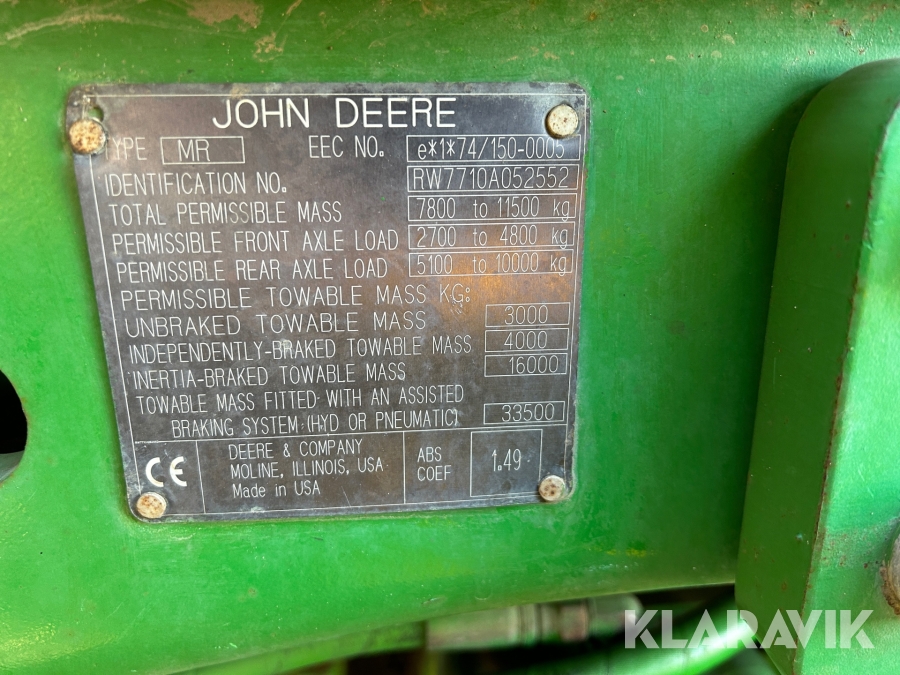 JOHN DEERE
TYPE MR EEC NO. e*1*74/150-0005
IDENTIFICATION NO. RW7710A052552
TOTAL PERMISSIBLE MASS 7800 to 11500 kg
PERMISSIBLE FRONT AXLE LOAD 2700 to 4800 kg
PERMISSIBLE REAR AXLE LOAD 5100 to 10000 kg
PERMISSIBLE TOWABLE MASS KG:
UNBRAKED TOWABLE MASS 3000
INDEPENDENTLY-BRAKED TOWABLE MASS 4000
INERTIA-BRAKED TOWABLE MASS 16000
TOWABLE MASS FITTED WITH AN ASSISTED
BRAKING SYSTEM (HYD OR PNEUMATIC) 33500
CE
DEERE & COMPANY
MOLINE, ILLINOIS, USA
Made in USA
ABS
COEF
1.49
KLARAVIK